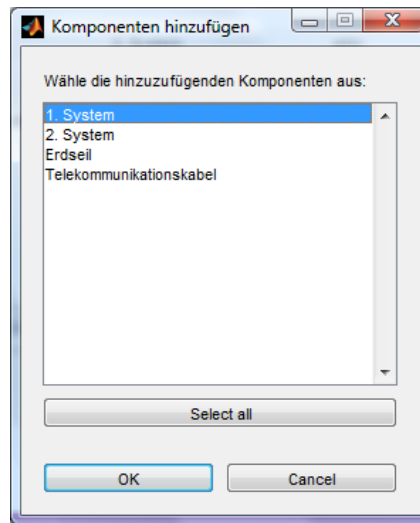 Komponenten hinzufügen
Wähle die hinzuzufügenden Komponenten aus:
1. System
2. System
Erdseil
Telekommunikationskabel
Select all
OK
Cancel